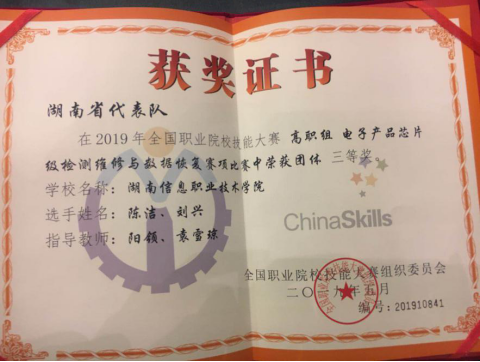 获奖证书
湖南省代表队
在2019年全国职业院校技能大赛 高职组 电子产品芯片
级检测维修与数据恢复赛项比赛中荣获团体 三等奖
学校名称：湖南信息职业技术学院
选手姓名：陈洁、刘兴
指导教师：阳领、袁雪琼
ChinaSkills
全国职业院校技能大赛组织委员会
二〇一九年五月
编号：201910841